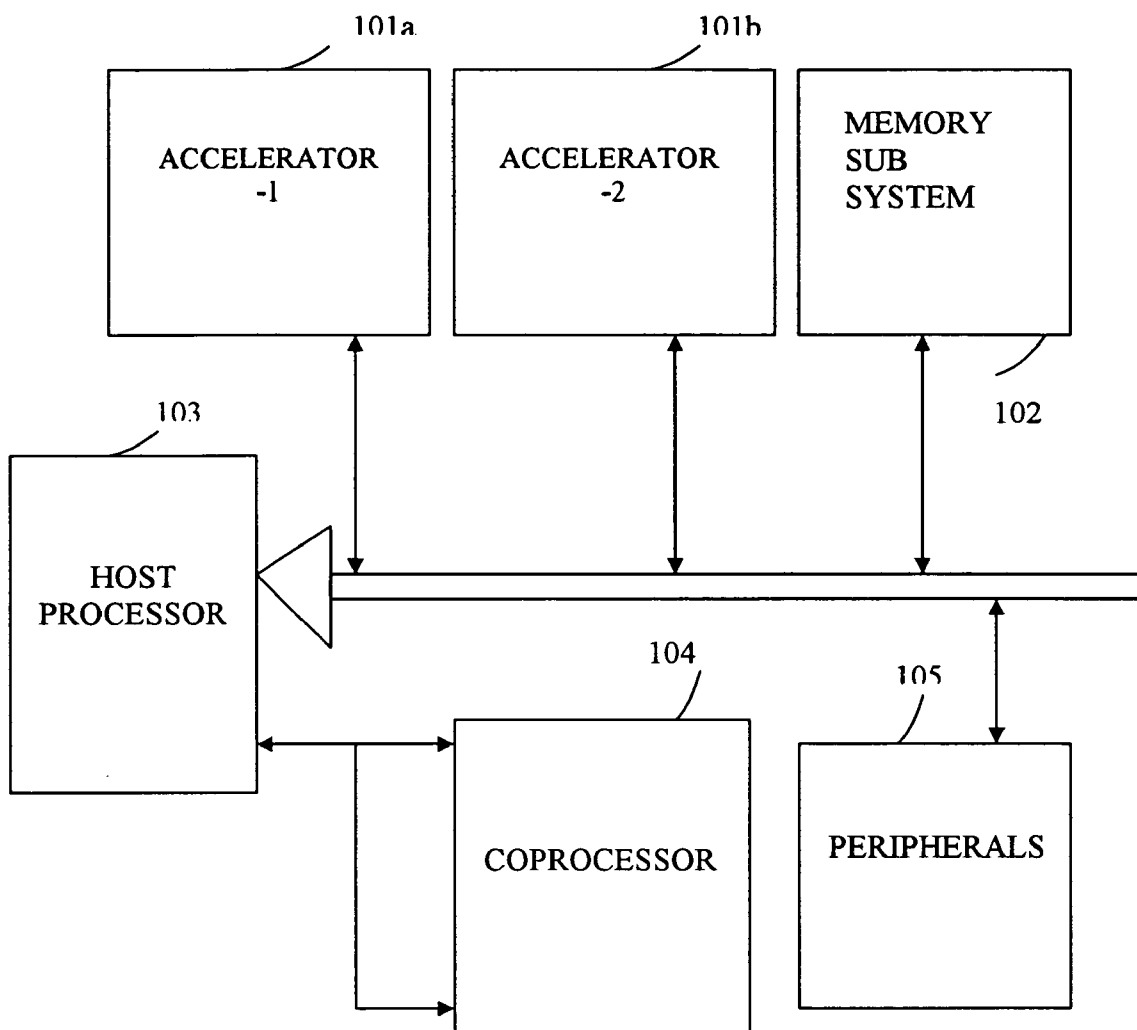 101a
101b
ACCELERATOR
-1
ACCELERATOR
-2
MEMORY
SUB
SYSTEM
102
103
HOST
PROCESSOR
104
COPROCESSOR
105
PERIPHERALS